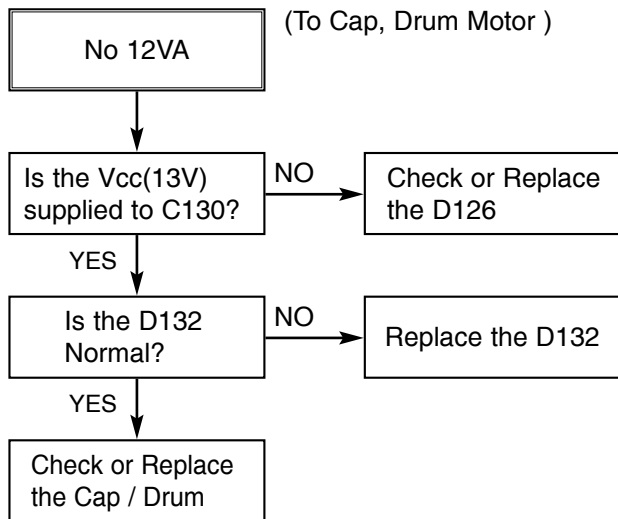 No 12VA
(To Cap, Drum Motor )
Is the Vcc(13V)
supplied to C130?
NO
Check or Replace
the D126
YES
Is the D132
Normal?
NO
Replace the D132
YES
Check or Replace
the Cap / Drum